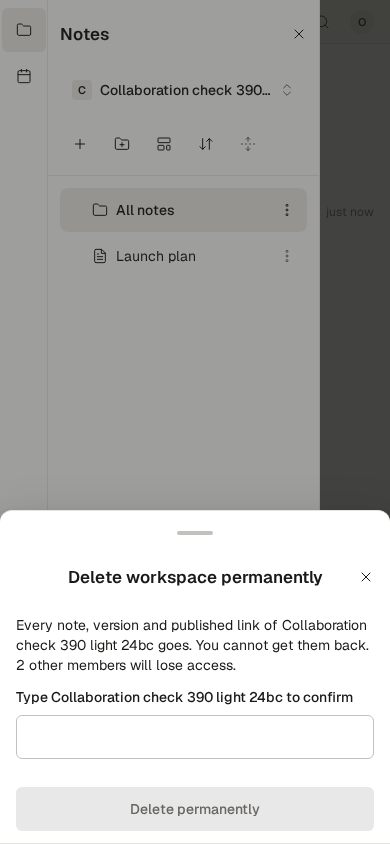 Notes
O
C Collaboration check 390...
All notes
just now
Launch plan
Delete workspace permanently
Every note, version and published link of Collaboration
check 390 light 24bc goes. You cannot get them back.
2 other members will lose access.
Type Collaboration check 390 light 24bc to confirm
Delete permanently